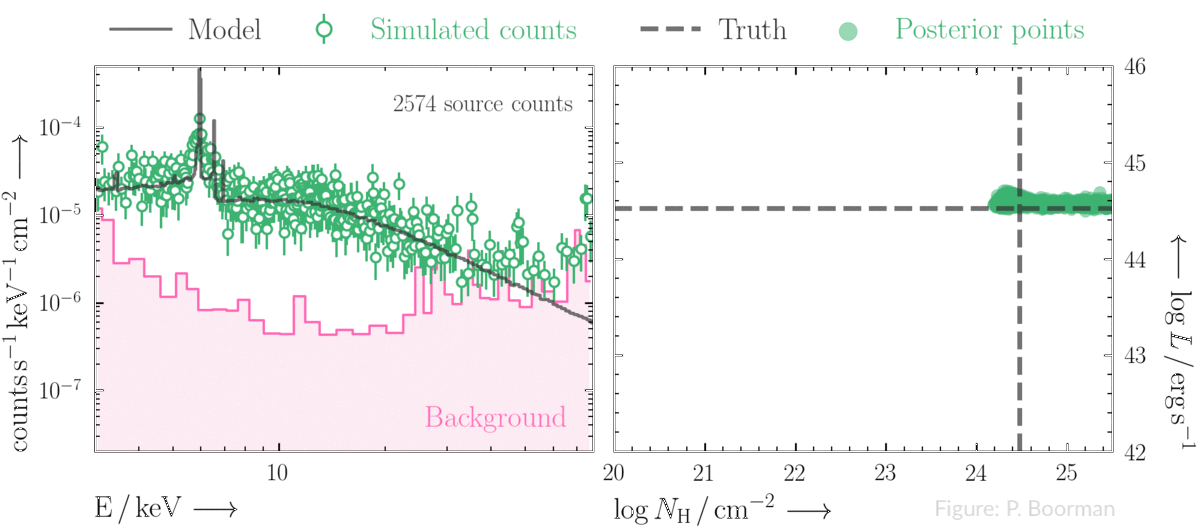 Model
Simulated counts
Truth
Posterior points
2574 source counts
Background
counts s⁻¹ keV⁻¹ cm⁻² ⟶
10⁻⁴
10⁻⁵
10⁻⁶
10⁻⁷
10
E / keV ⟶
46
45
44
43
42
⟵ log L / erg s⁻¹
20
21
22
23
24
25
log N_H / cm⁻² ⟶
Figure: P. Boorman